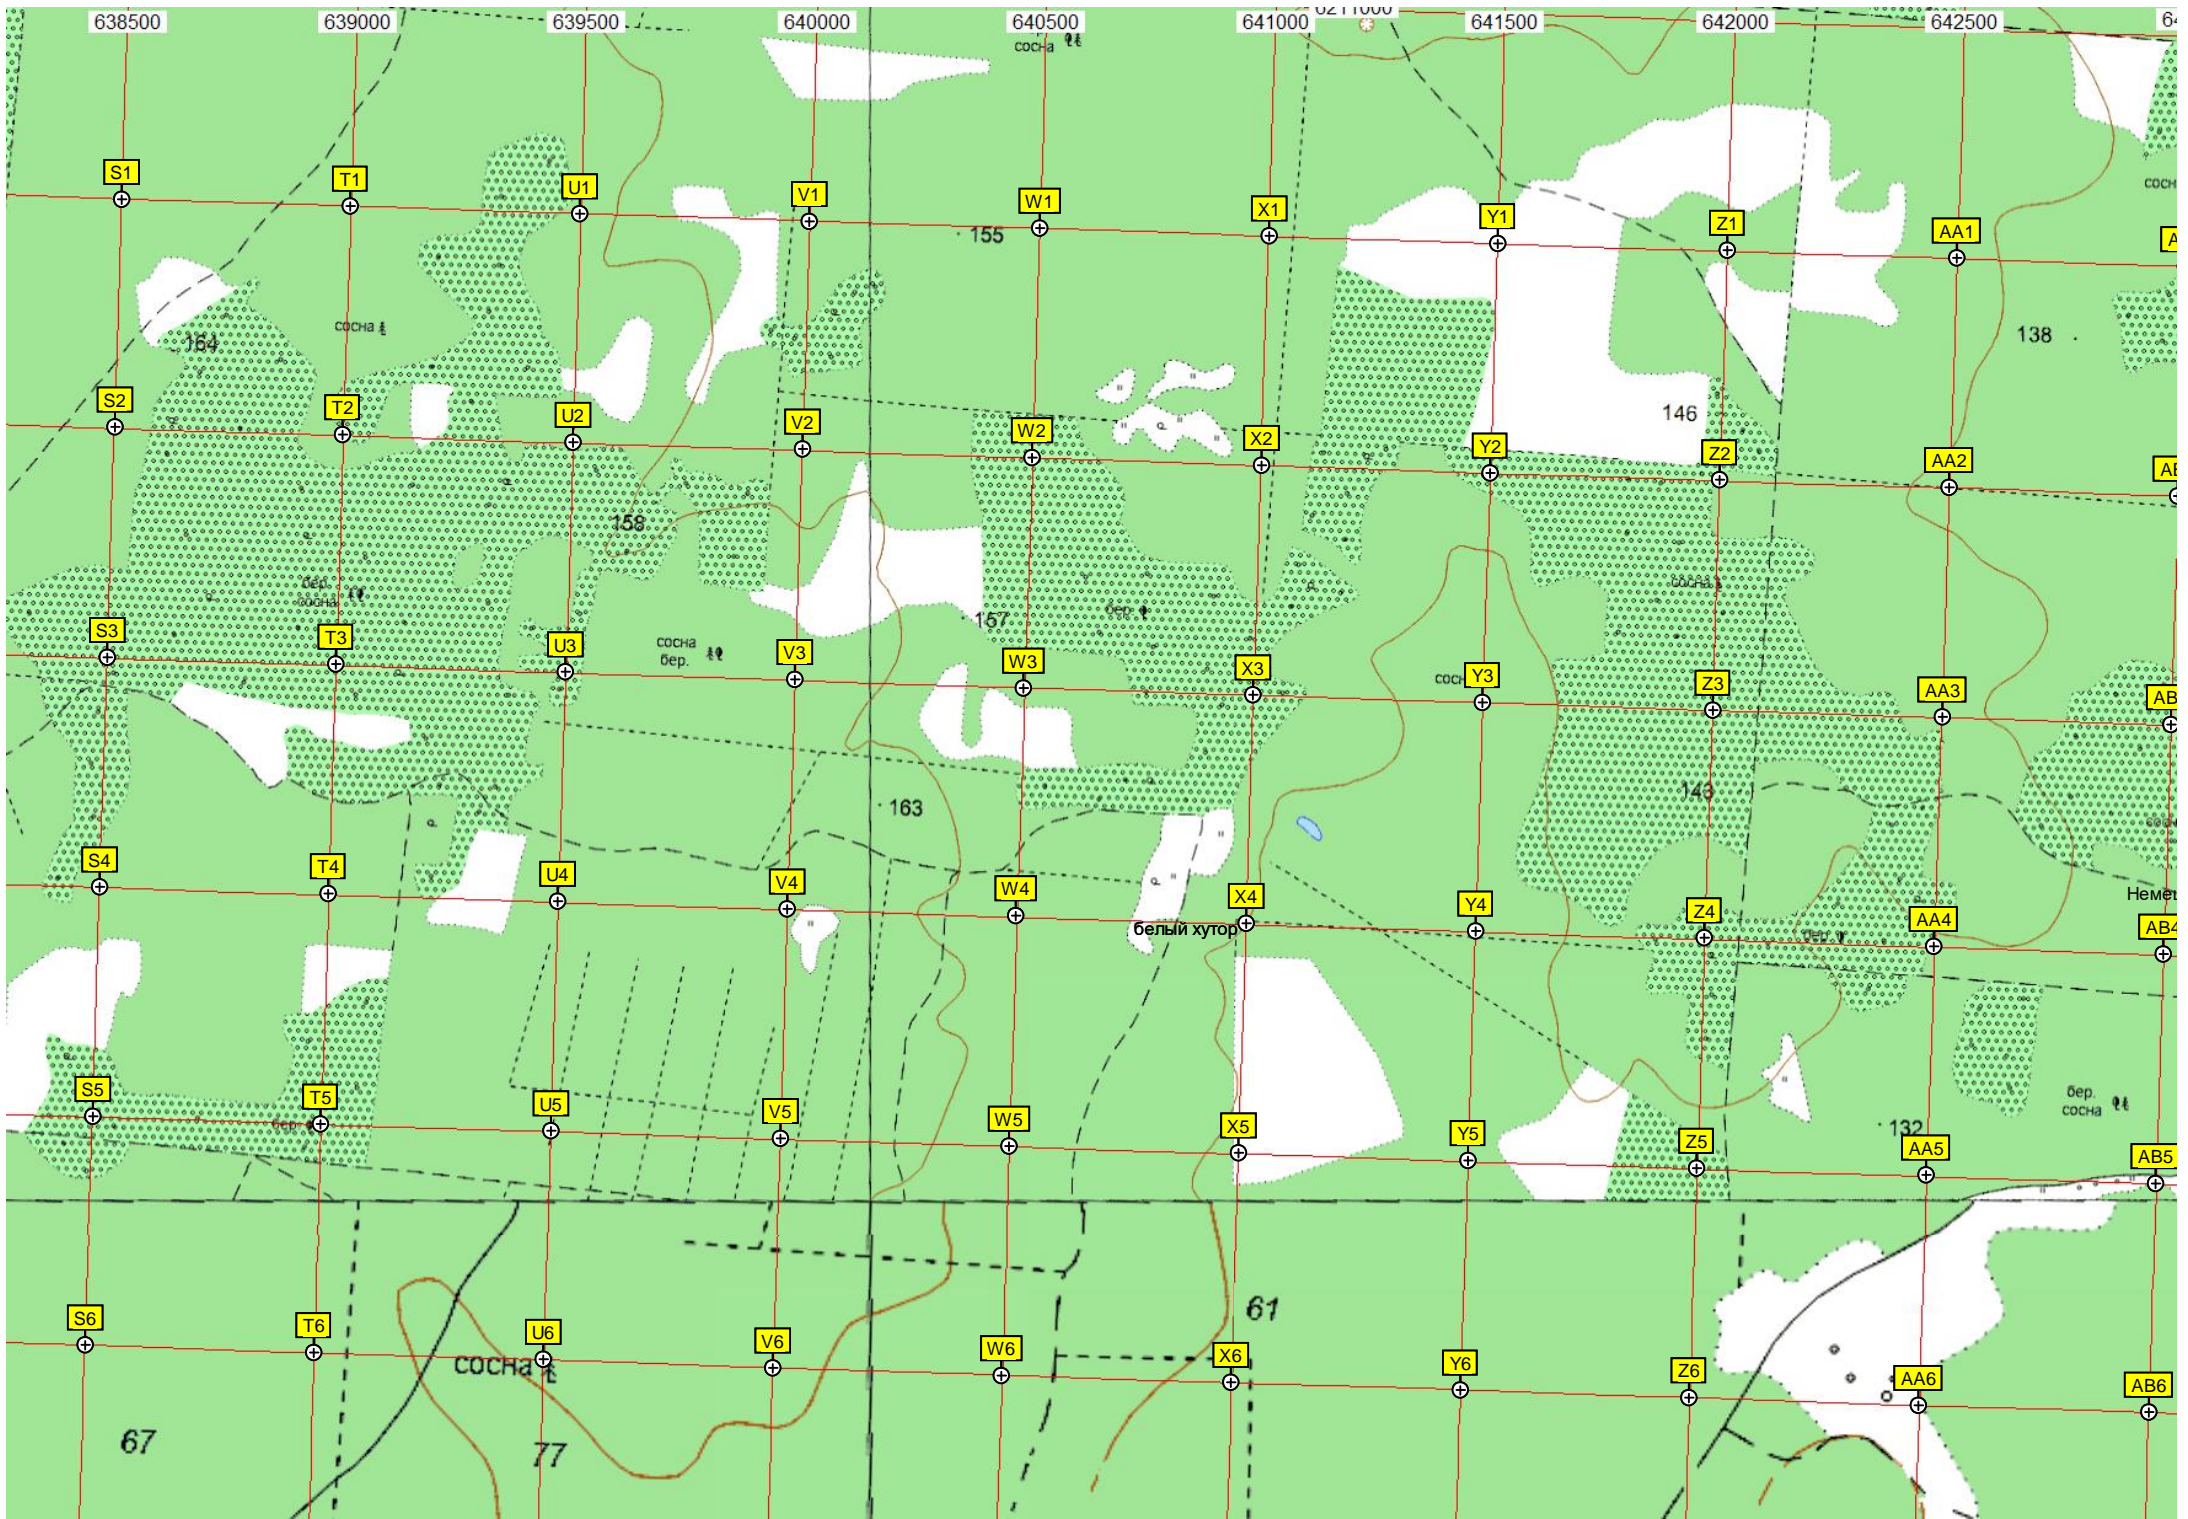 638500 639000 639500 640000 640500 641000 641500 642000 642500
6211000
сосна
S1 T1 U1 V1 W1 X1 Y1 Z1 AA1
155
сосна
164
138
146
S2 T2 U2 V2 W2 X2 Y2 Z2 AA2
158
бер.
сосна
сосна
157
бер.
сосна
бер.
S3 T3 U3 V3 W3 X3 Y3 Z3 AA3 AB
163
143
S4 T4 U4 V4 W4 X4 Y4 Z4 AA4 AB4
белый хутор
бер.
бер.
сосна
132
S5 T5 U5 V5 W5 X5 Y5 Z5 AA5 AB5
бер.
61
S6 T6 U6 V6 W6 X6 Y6 Z6 AA6 AB6
сосна
67
77